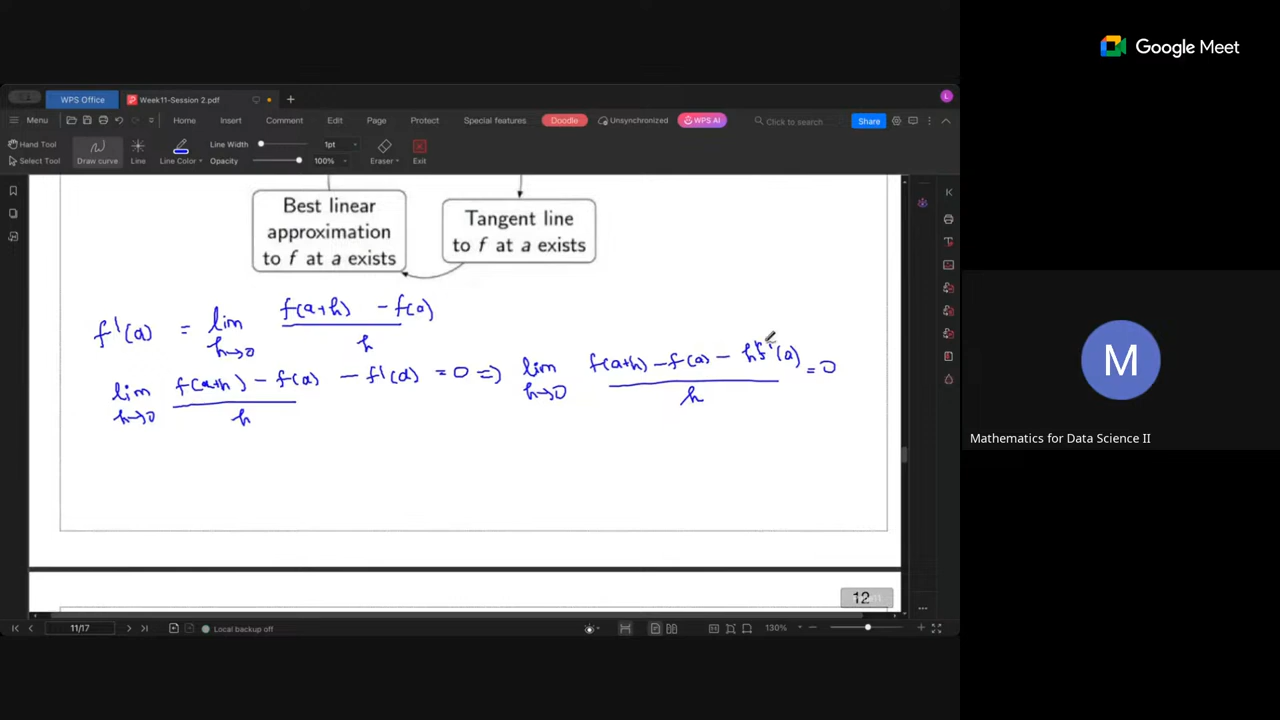 Google Meet
WPS Office
Week11-Session 2.pdf
L
Menu
Home
Insert
Comment
Edit
Page
Protect
Special features
Doodle
Unsynchronized
WPS AI
Click to search...
Share
Hand Tool
Select Tool
Draw curve
Line
Line Color
Line Width
1pt
Opacity
100%
Eraser
Exit
Best linear
approximation
to f at a exists
Tangent line
to f at a exists
f'(a) = lim h→0 f(a+h) - f(a) / h
lim h→0 f(a+h) - f(a) / h - f'(a) = 0 ⇒ lim h→0 f(a+h) - f(a) - hf'(a) / h = 0
M
Mathematics for Data Science II
12
11/17
Local backup off
130%